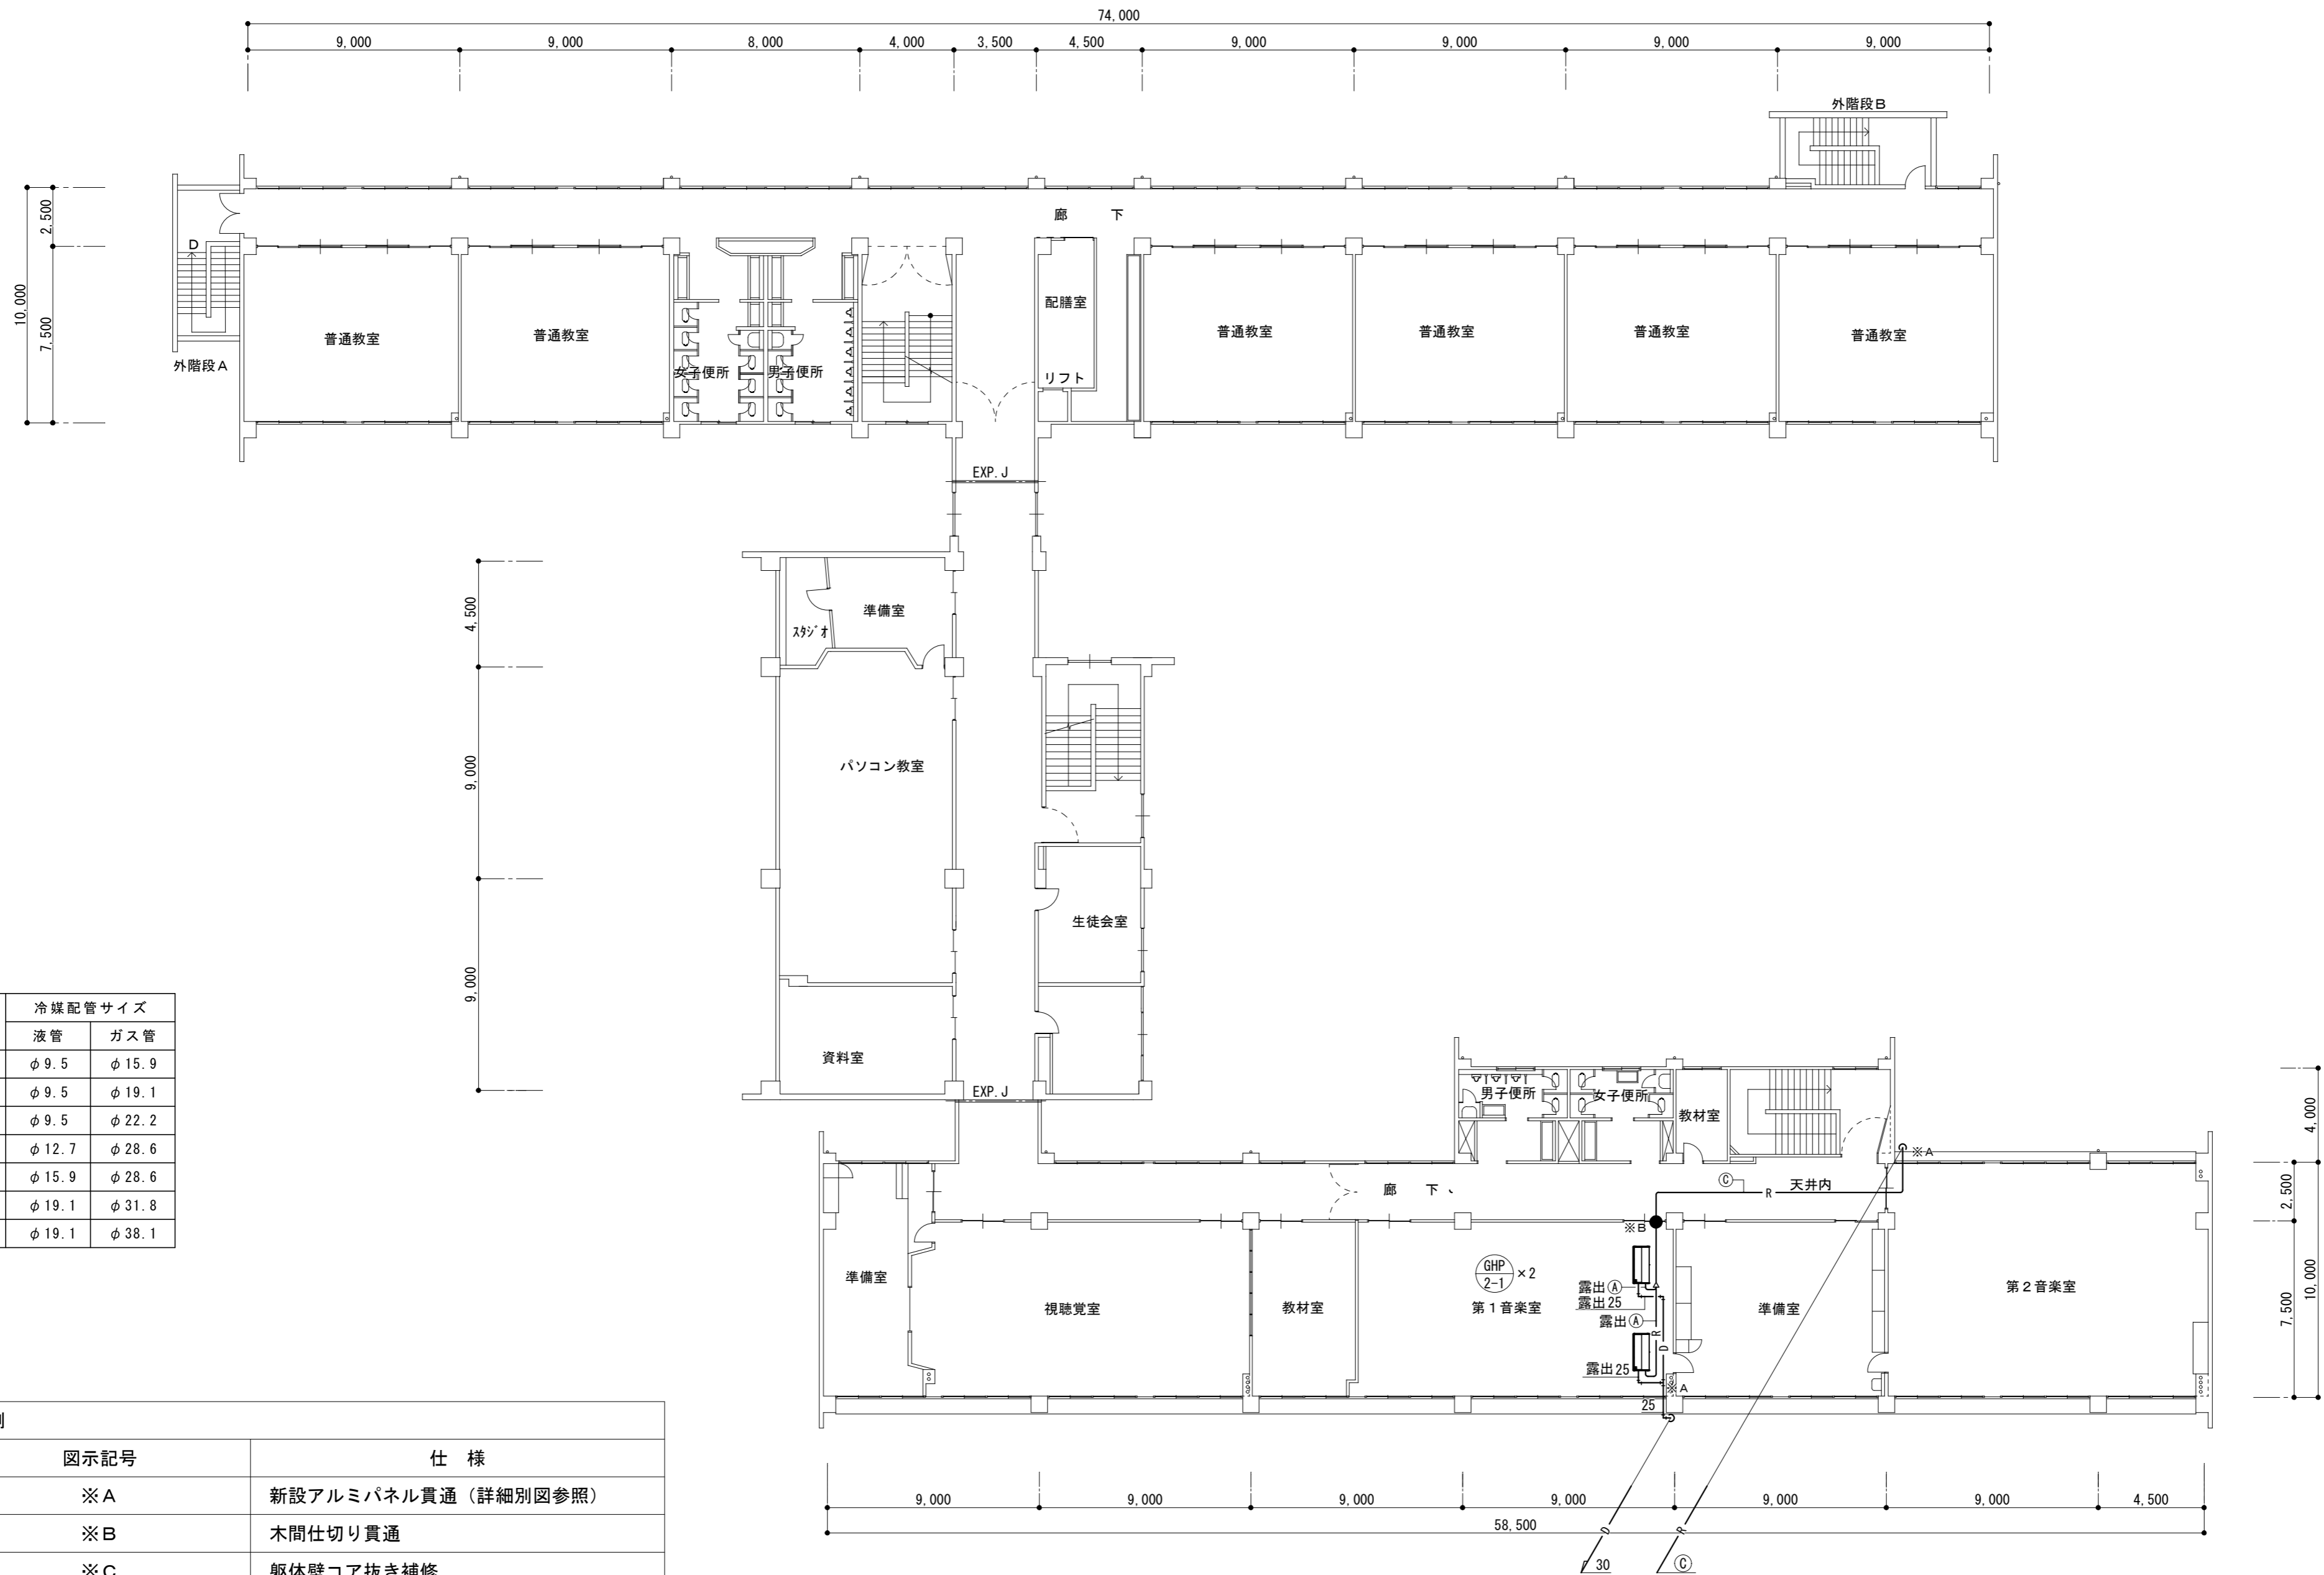 74,000
9,000 9,000 8,000 4,000 3,500 4,500 9,000 9,000 9,000 9,000
外階段B
2,500
7,500
10,000
廊 下
D
外階段A
普通教室
普通教室
女子便所
男子便所
配膳室
リフト
普通教室
普通教室
普通教室
普通教室
EXP.J
4,500
9,000
9,000
準備室
スタジオ
パソコン教室
生徒会室
資料室
EXP.J
冷媒配管サイズ
液管 ガス管
φ9.5 φ15.9
φ9.5 φ19.1
φ9.5 φ22.2
φ12.7 φ28.6
φ15.9 φ28.6
φ19.1 φ31.8
φ19.1 φ38.1
男子便所
女子便所
教材室
※A
4,000
2,500
7,500
10,000
廊 下
Ⓒ
R
天井内
※B
準備室
視聴覚室
教材室
GHP
2-1
×2
第1音楽室
露出Ⓐ
露出25
露出Ⓐ
R
D
露出25
※A
25
準備室
第2音楽室
9,000 9,000 9,000 9,000 9,000 9,000 4,500
58,500
D
30
R
Ⓒ
図示記号 仕 様
※A 新設アルミパネル貫通（詳細別図参照）
※B 木間仕切り貫通
※C 躯体壁コア抜き補修